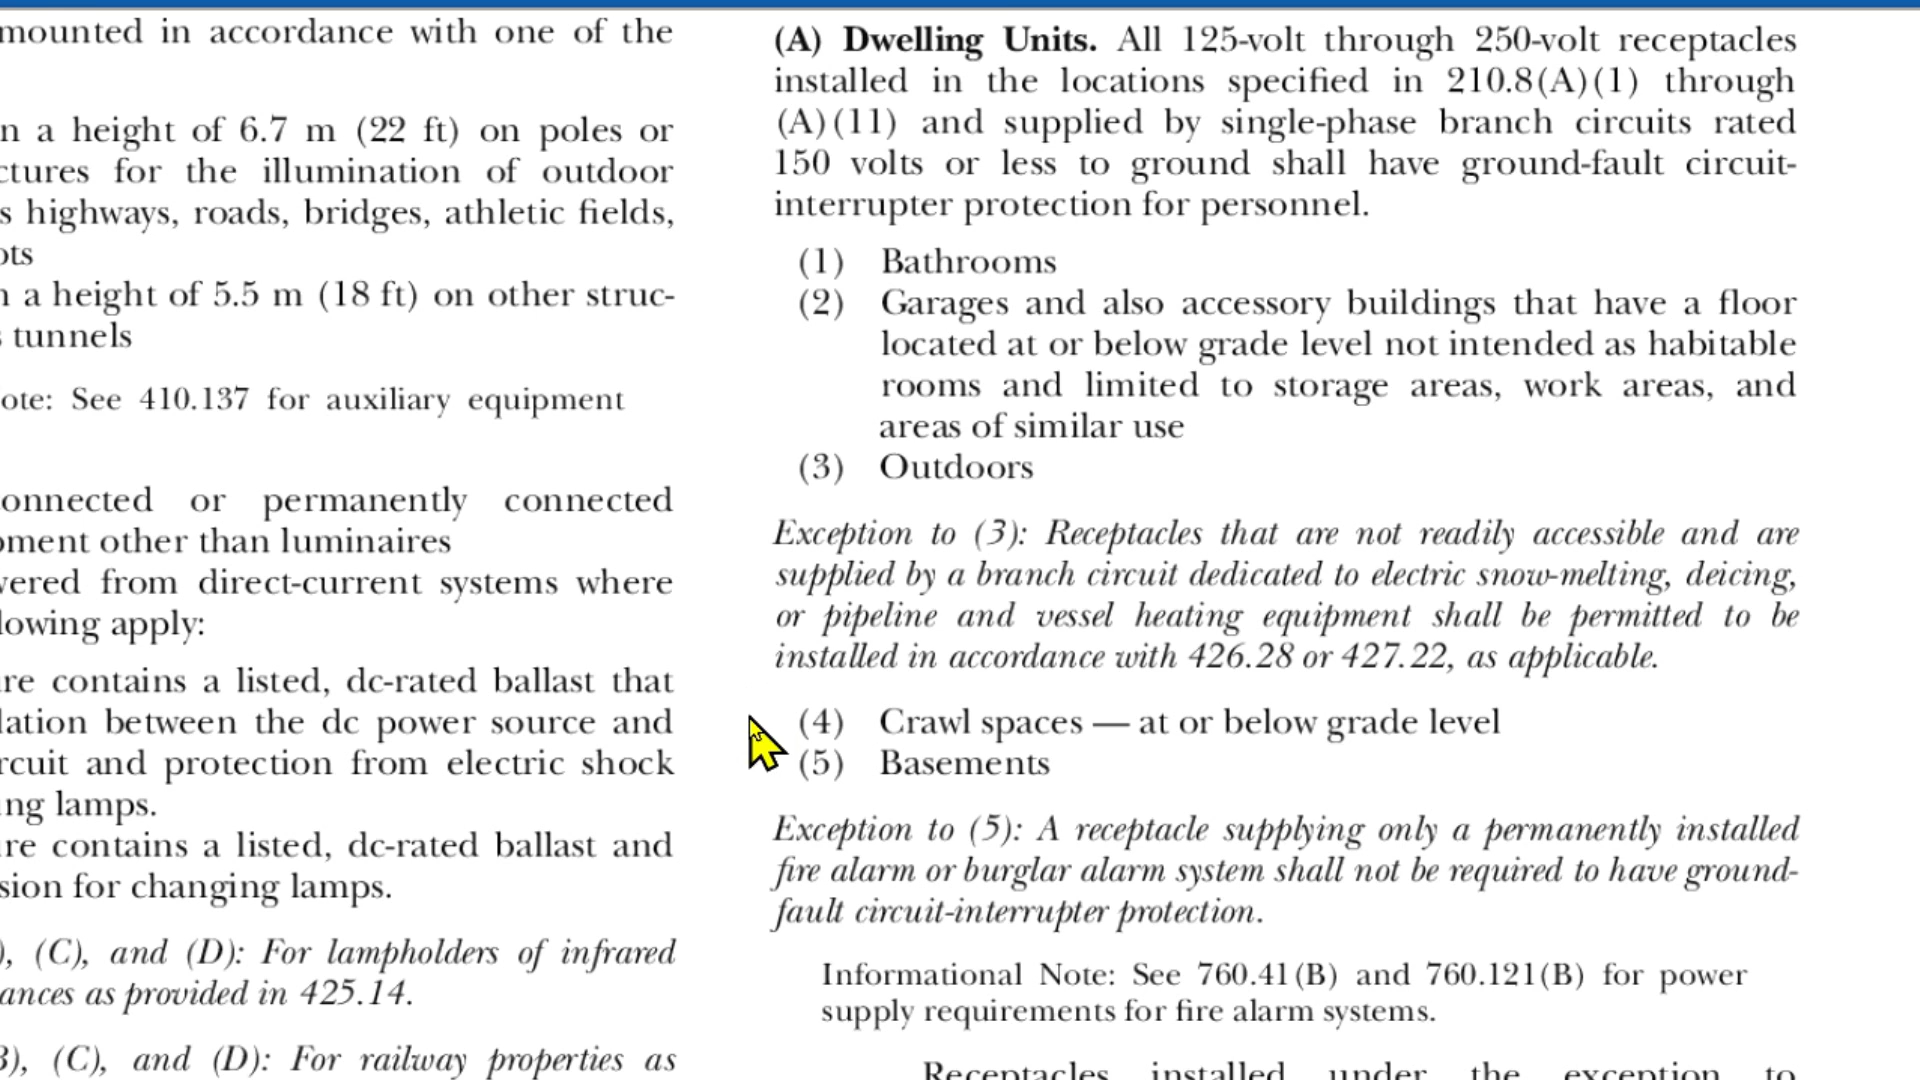 mounted in accordance with one of the
n a height of 6.7 m (22 ft) on poles or
ctures for the illumination of outdoor
s highways, roads, bridges, athletic fields,
ots
n a height of 5.5 m (18 ft) on other struc-
s tunnels
ote: See 410.137 for auxiliary equipment
onnected or permanently connected
pment other than luminaires
wered from direct-current systems where
lowing apply:
ire contains a listed, dc-rated ballast that
lation between the dc power source and
rcuit and protection from electric shock
ing lamps.
ire contains a listed, dc-rated ballast and
sion for changing lamps.
), (C), and (D): For lampholders of infrared
ances as provided in 425.14.
B), (C), and (D): For railway properties as
(A) Dwelling Units. All 125-volt through 250-volt receptacles
installed in the locations specified in 210.8(A)(1) through
(A)(11) and supplied by single-phase branch circuits rated
150 volts or less to ground shall have ground-fault circuit-
interrupter protection for personnel.
(1) Bathrooms
(2) Garages and also accessory buildings that have a floor
located at or below grade level not intended as habitable
rooms and limited to storage areas, work areas, and
areas of similar use
(3) Outdoors
Exception to (3): Receptacles that are not readily accessible and are
supplied by a branch circuit dedicated to electric snow-melting, deicing,
or pipeline and vessel heating equipment shall be permitted to be
installed in accordance with 426.28 or 427.22, as applicable.
(4) Crawl spaces — at or below grade level
(5) Basements
Exception to (5): A receptacle supplying only a permanently installed
fire alarm or burglar alarm system shall not be required to have ground-
fault circuit-interrupter protection.
Informational Note: See 760.41(B) and 760.121(B) for power
supply requirements for fire alarm systems.
Receptacles installed under the exception to